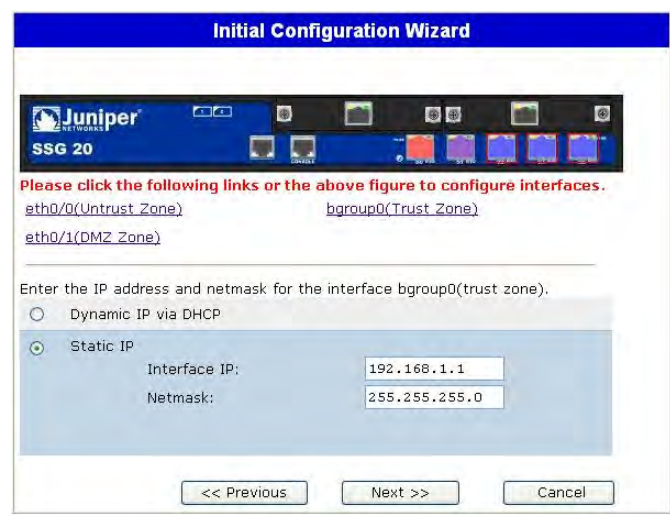 Initial Configuration Wizard
Juniper
NETWORKS
SSG 20
CONSOLE
Please click the following links or the above figure to configure interfaces.
eth0/0(Untrust Zone) bgroup0(Trust Zone)
eth0/1(DMZ Zone)
Enter the IP address and netmask for the interface bgroup0(trust zone).
Dynamic IP via DHCP
Static IP
Interface IP: 192.168.1.1
Netmask: 255.255.255.0
<< Previous Next >> Cancel